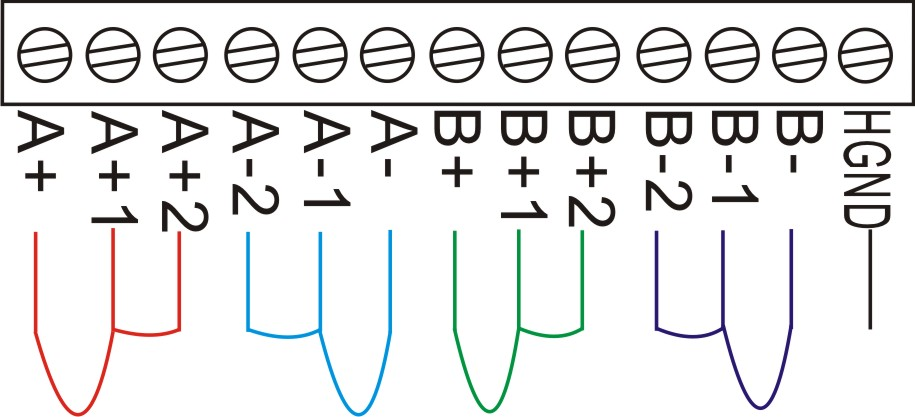 A+
A+1
A+2
A-2
A-1
A-
B+
B+1
B+2
B-2
B-1
B-
HGND